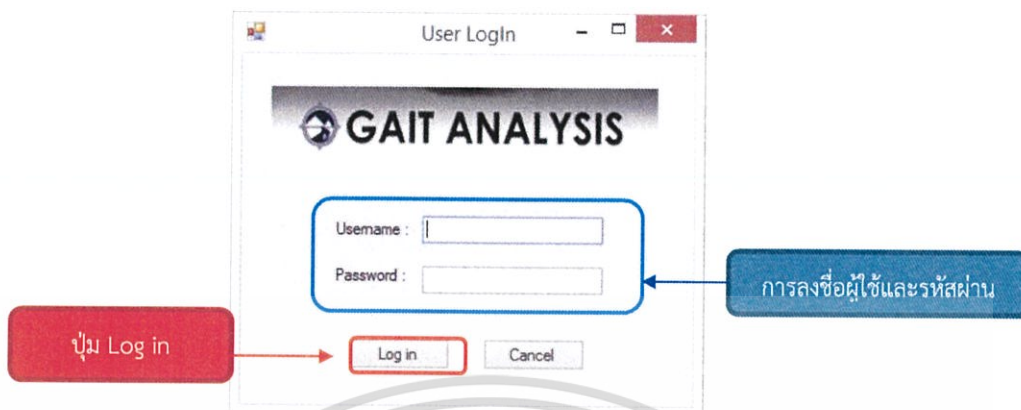 User LogIn
GAIT ANALYSIS
Username :
Password :
การลงชื่อผู้ใช้และรหัสผ่าน
ปุ่ม Log in
Log in
Cancel